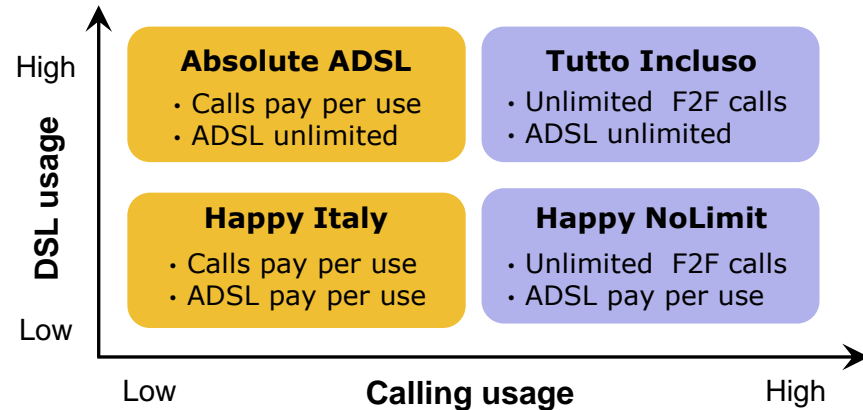 High
Absolute ADSL
· Calls pay per use
· ADSL unlimited
Tutto Incluso
· Unlimited  F2F calls
· ADSL unlimited
DSL usage
Happy Italy
· Calls pay per use
· ADSL pay per use
Happy NoLimit
· Unlimited  F2F calls
· ADSL pay per use
Low
Low
Calling usage
High